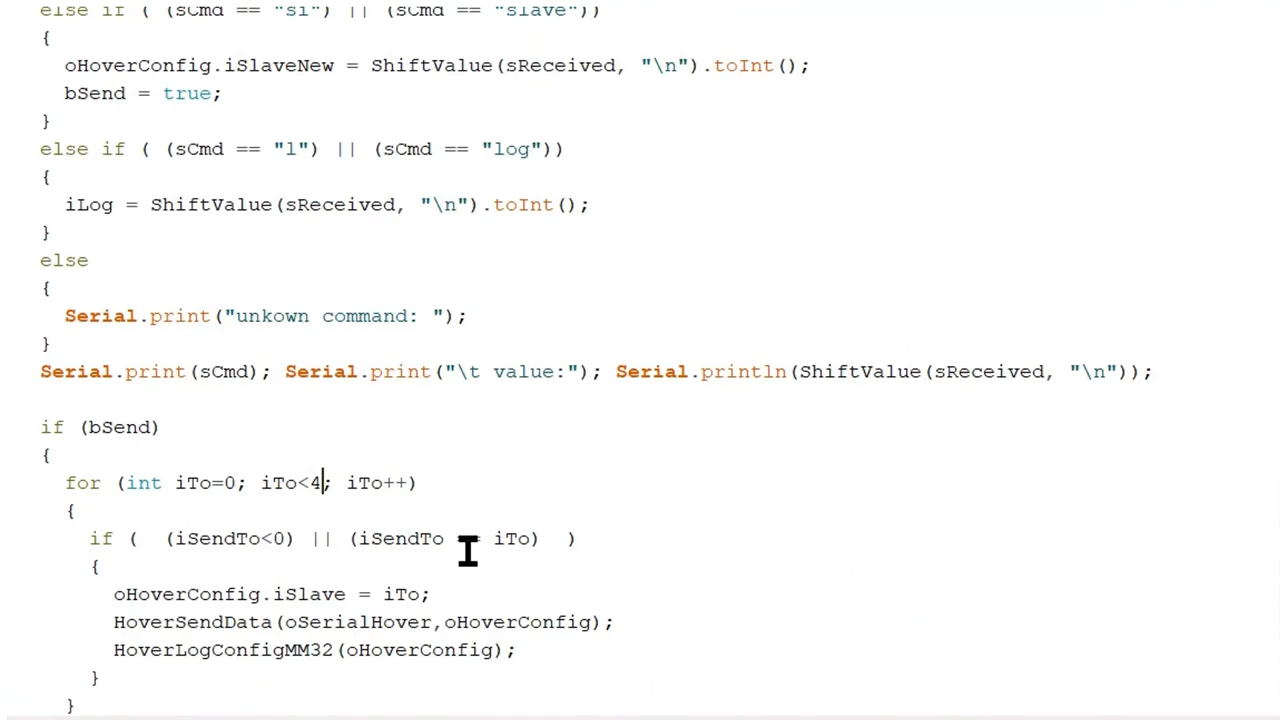 else if ( (sCmd == "sl") || (sCmd == "slave"))
{
oHoverConfig.iSlaveNew = ShiftValue(sReceived, "\n").toInt();
bSend = true;
}
else if ( (sCmd == "l") || (sCmd == "log"))
{
iLog = ShiftValue(sReceived, "\n").toInt();
}
else
{
Serial.print("unkown command: ");
}
Serial.print(sCmd); Serial.print("\t value:"); Serial.println(ShiftValue(sReceived, "\n"));
if (bSend)
{
for (int iTo=0; iTo<4; iTo++)
{
if (  (iSendTo<0) || (iSendTo == iTo)  )
{
oHoverConfig.iSlave = iTo;
HoverSendData(oSerialHover,oHoverConfig);
HoverLogConfigMM32(oHoverConfig);
}
}